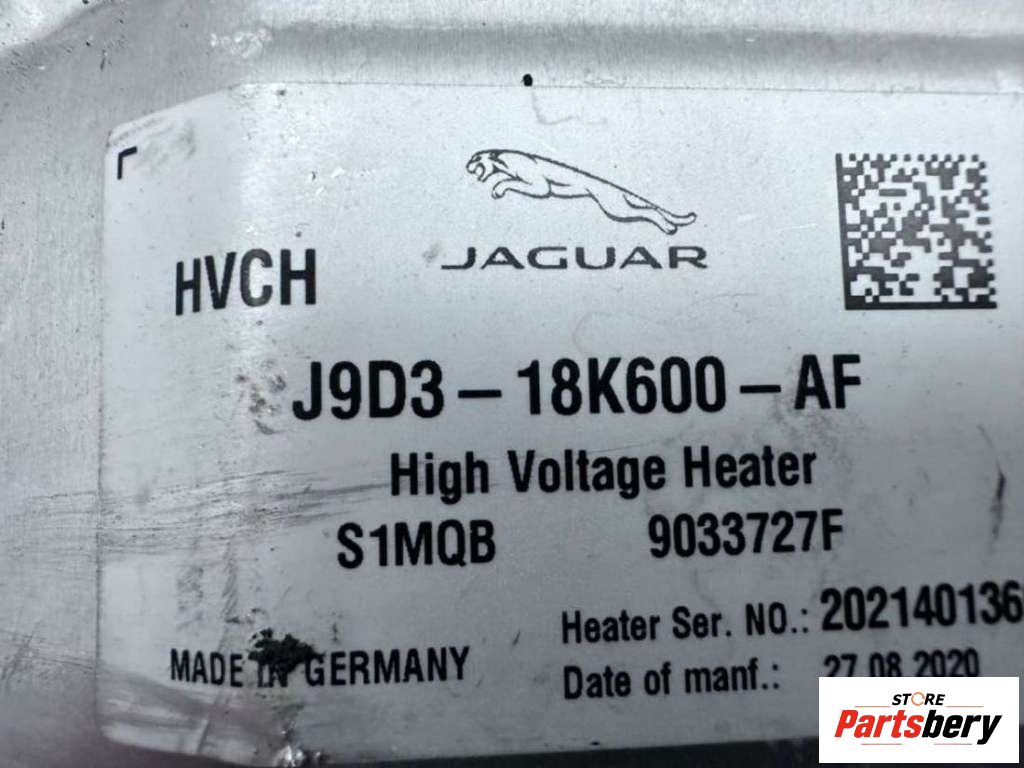 JAGUAR
HVCH
J9D3-18K600-AF
High Voltage Heater
S1MQB 9033727F
Heater Ser. NO.: 202140136
MADE IN GERMANY
Date of manf.: 27.08.2020
STORE
Partsbery